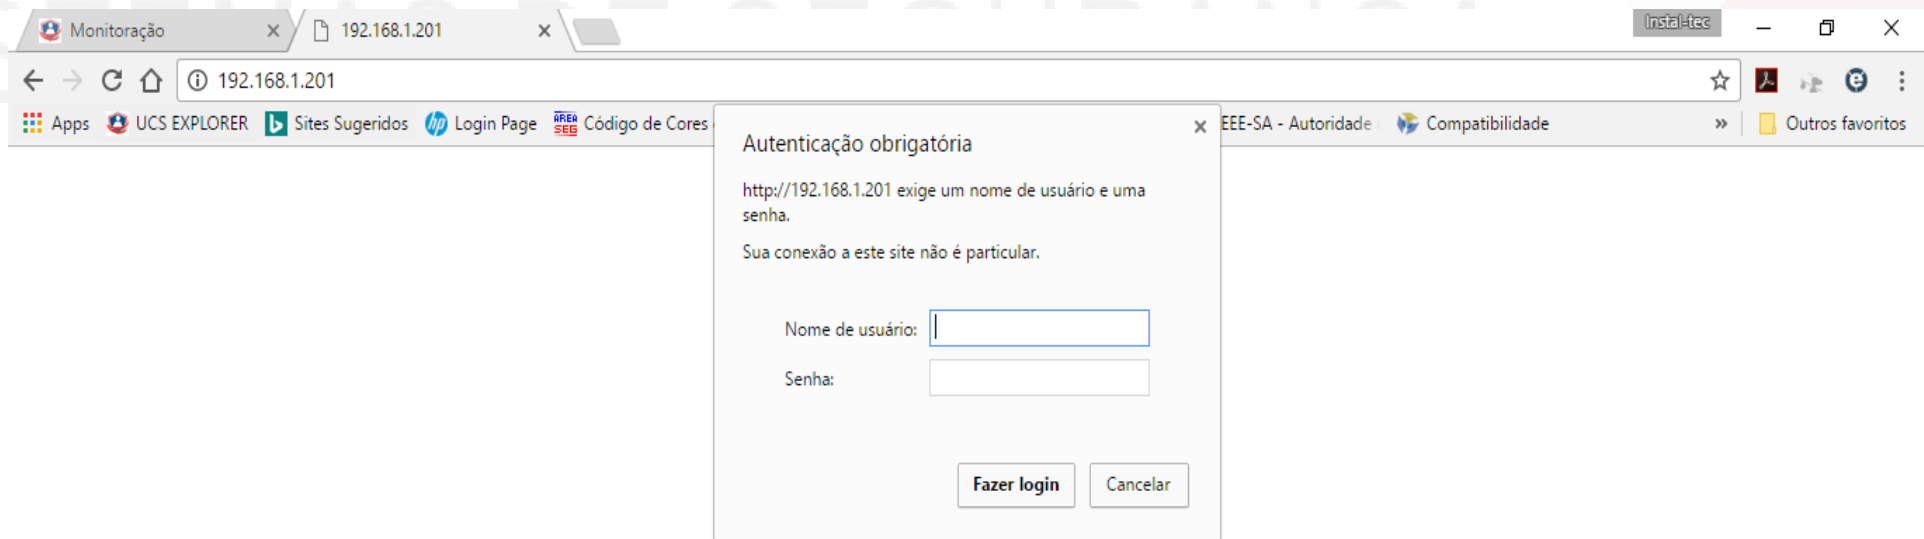 Monitoração
192.168.1.201
Instal-tec
192.168.1.201
Apps
UCS EXPLORER
Sites Sugeridos
Login Page
AREA SEG
Código de Cores
EEE-SA - Autoridade
Compatibilidade
Outros favoritos
Autenticação obrigatória
http://192.168.1.201 exige um nome de usuário e uma
senha.
Sua conexão a este site não é particular.
Nome de usuário:
Senha:
Fazer login
Cancelar